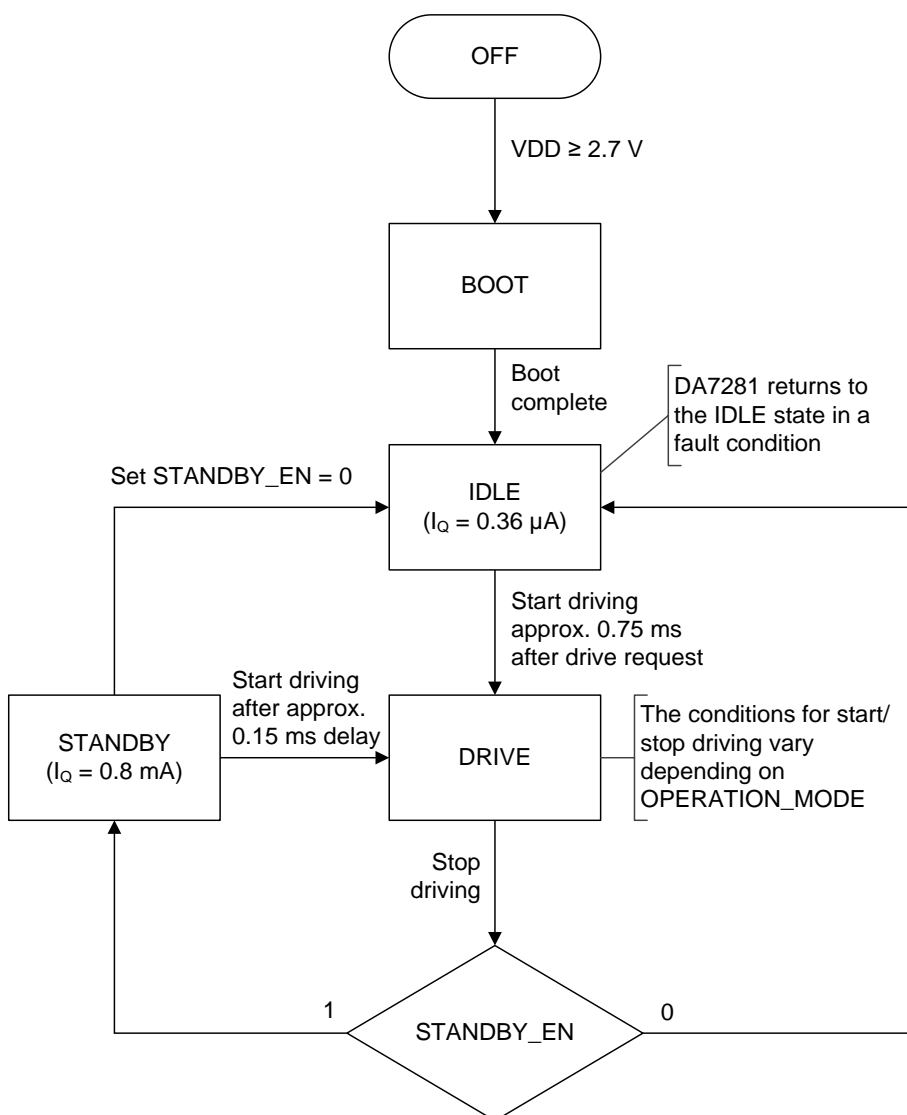 OFF
VDD ≥ 2.7 V
BOOT
Boot
complete
DA7281 returns to
the IDLE state in a
fault condition
Set STANDBY_EN = 0
IDLE
(IQ = 0.36 µA)
Start driving
approx. 0.75 ms
after drive request
Start driving
after approx.
0.15 ms delay
STANDBY
(IQ = 0.8 mA)
DRIVE
The conditions for start/
stop driving vary
depending on
OPERATION_MODE
Stop
driving
1
0
STANDBY_EN